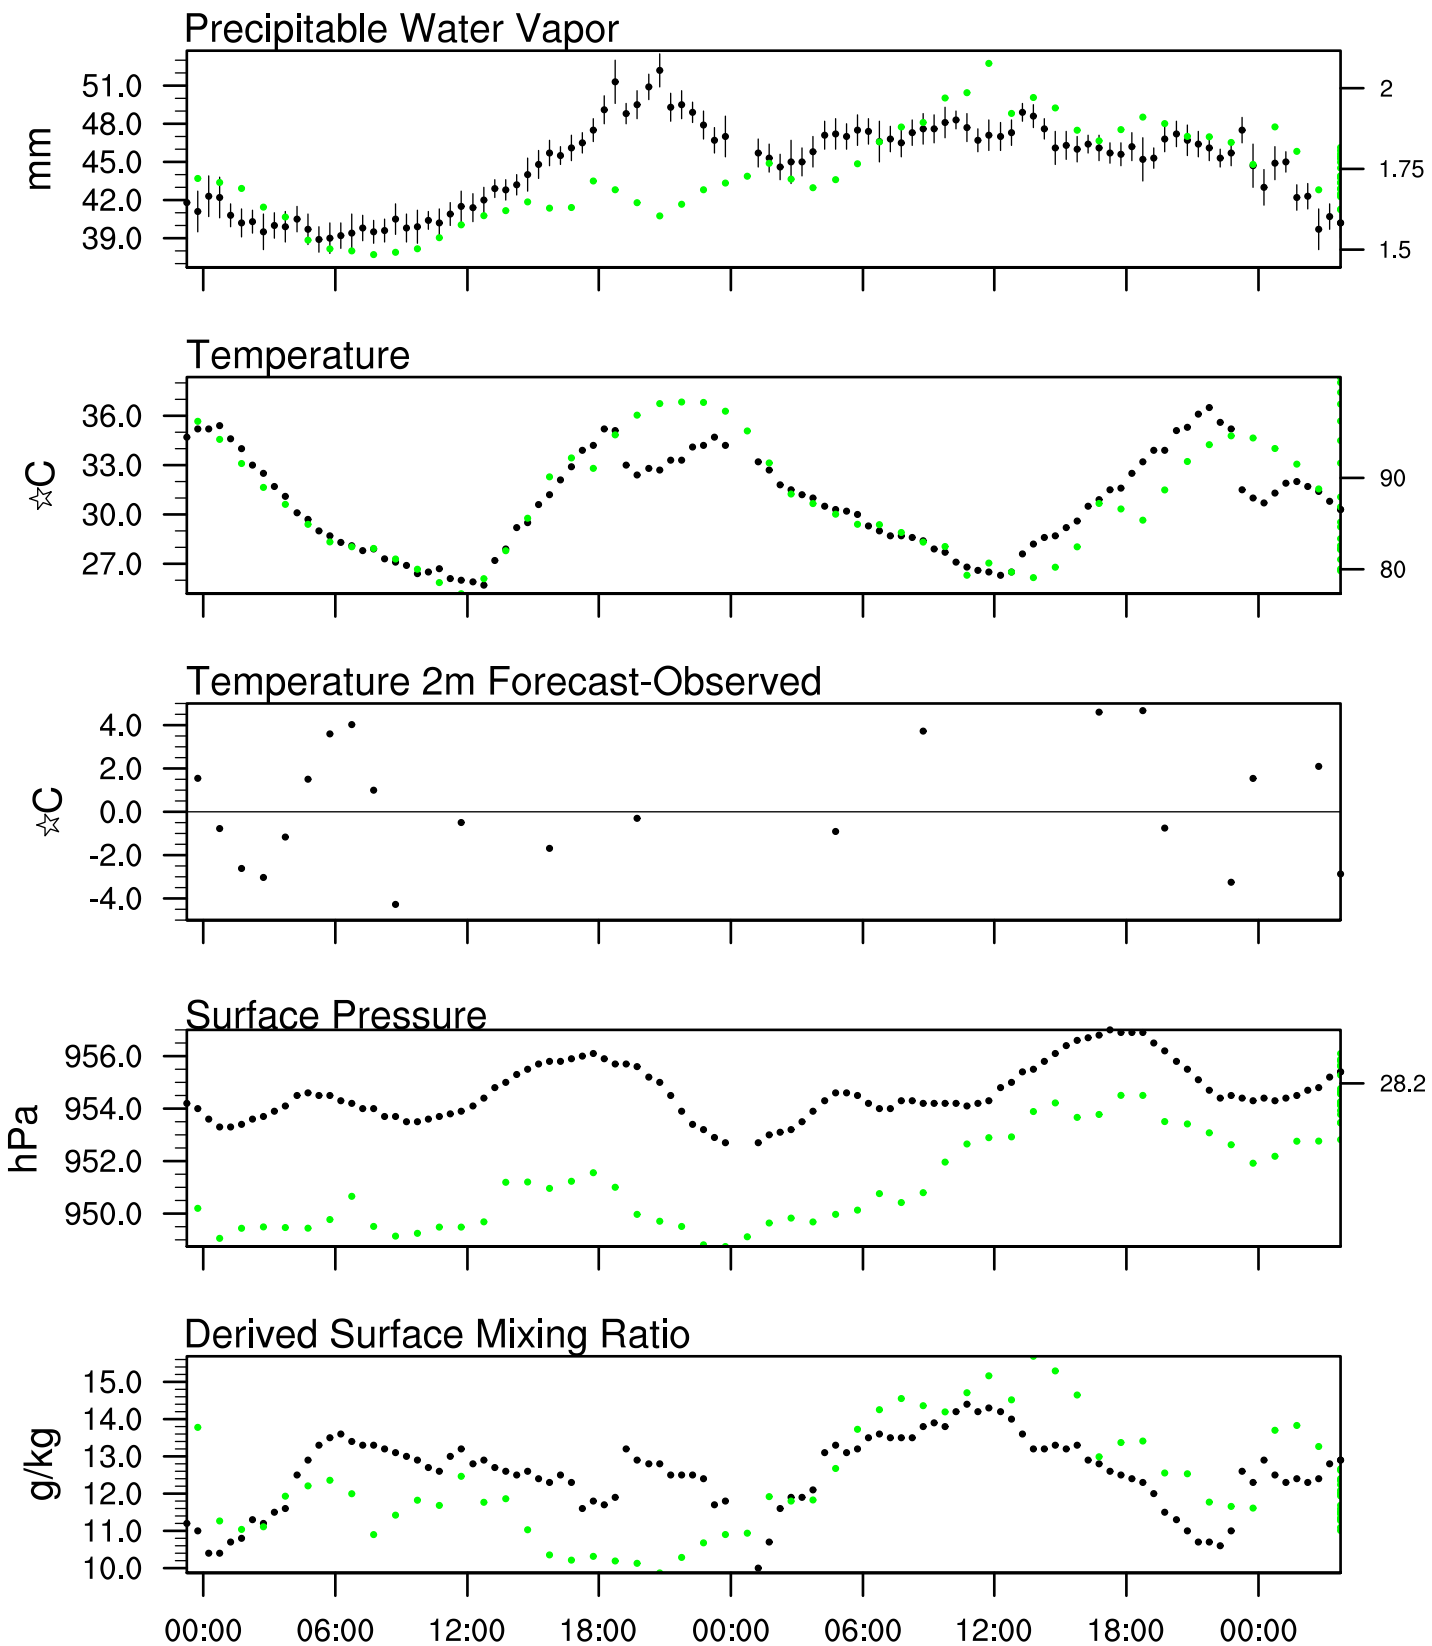 Precipitable Water Vapor
51.0
48.0
45.0
42.0
39.0
mm
2
1.75
1.5
Temperature
36.0
33.0
30.0
27.0
☆C
90
80
Temperature 2m Forecast-Observed
4.0
2.0
0.0
-2.0
-4.0
☆C
Surface Pressure
956.0
954.0
952.0
950.0
hPa
28.2
Derived Surface Mixing Ratio
15.0
14.0
13.0
12.0
11.0
10.0
g/kg
00:00 06:00 12:00 18:00 00:00 06:00 12:00 18:00 00:00